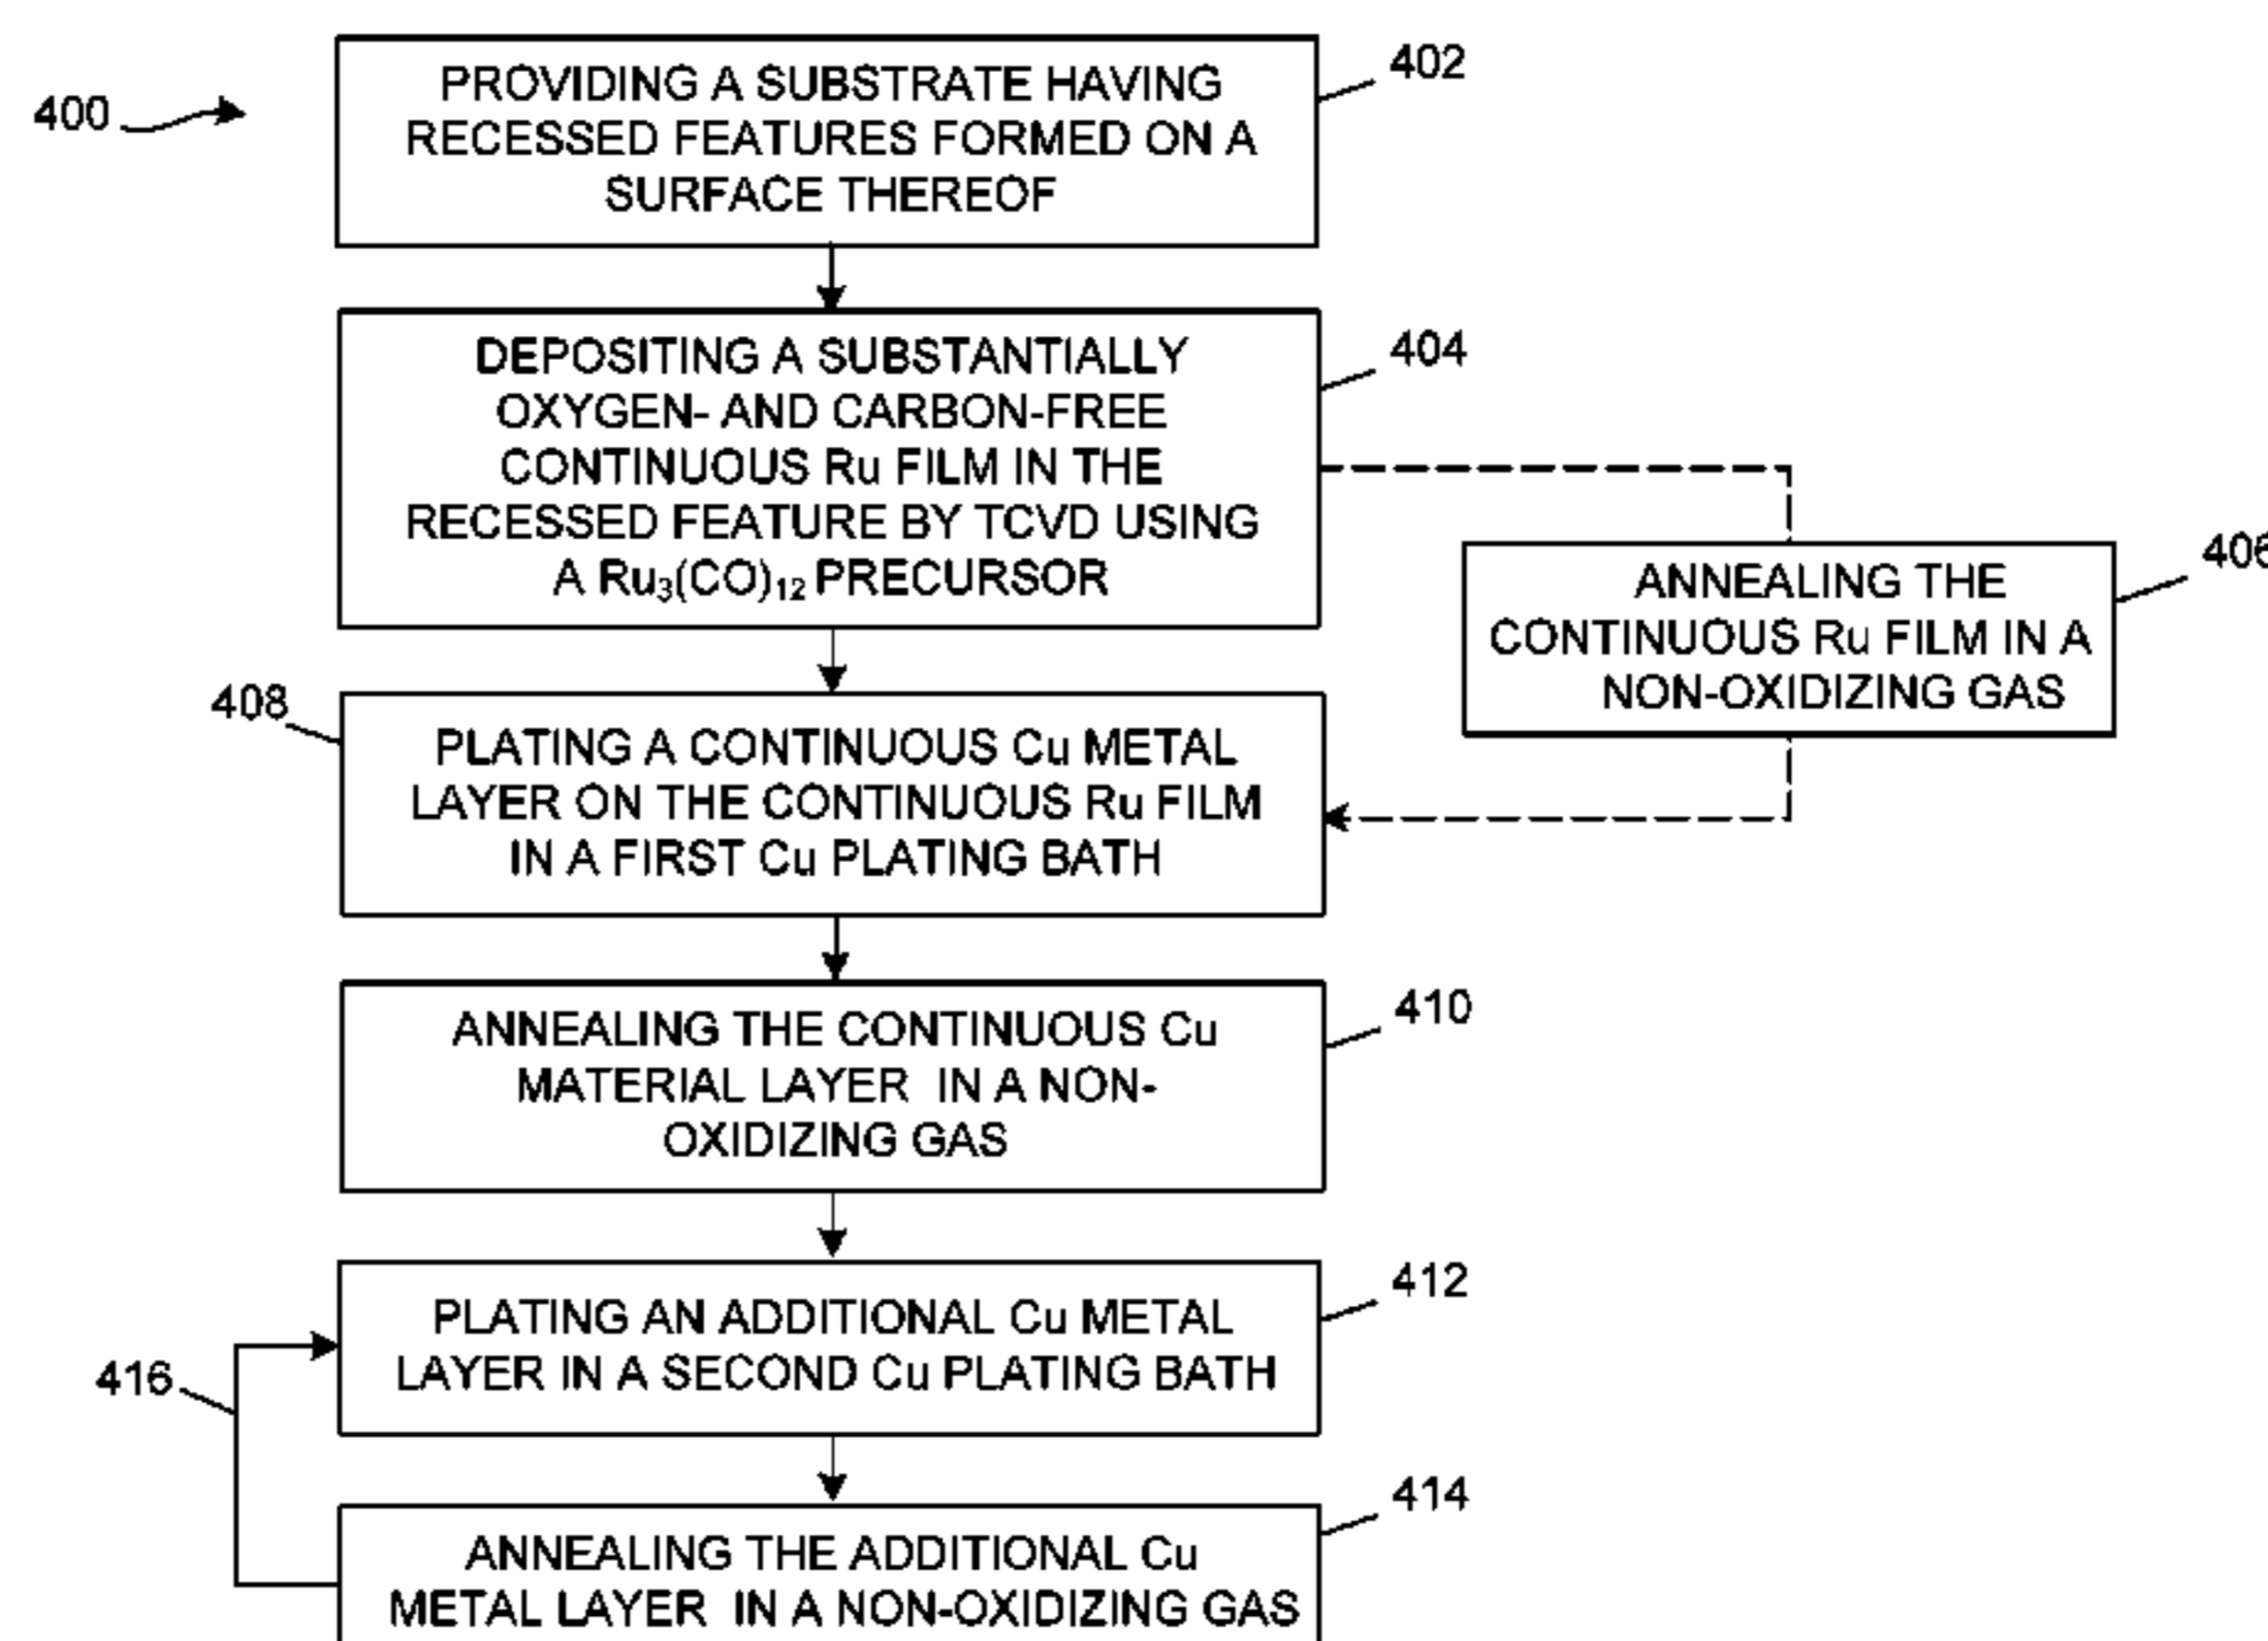 400
PROVIDING A SUBSTRATE HAVING
RECESSED FEATURES FORMED ON A
SURFACE THEREOF
402
DEPOSITING A SUBSTANTIALLY
OXYGEN- AND CARBON-FREE
CONTINUOUS Ru FILM IN THE
RECESSED FEATURE BY TCVD USING
A Ru₃(CO)₁₂ PRECURSOR
404
ANNEALING THE
CONTINUOUS Ru FILM IN A
NON-OXIDIZING GAS
406
408
PLATING A CONTINUOUS Cu METAL
LAYER ON THE CONTINUOUS Ru FILM
IN A FIRST Cu PLATING BATH
ANNEALING THE CONTINUOUS Cu
MATERIAL LAYER IN A NON-
OXIDIZING GAS
410
PLATING AN ADDITIONAL Cu METAL
LAYER IN A SECOND Cu PLATING BATH
412
416
ANNEALING THE ADDITIONAL Cu
METAL LAYER IN A NON-OXIDIZING GAS
414